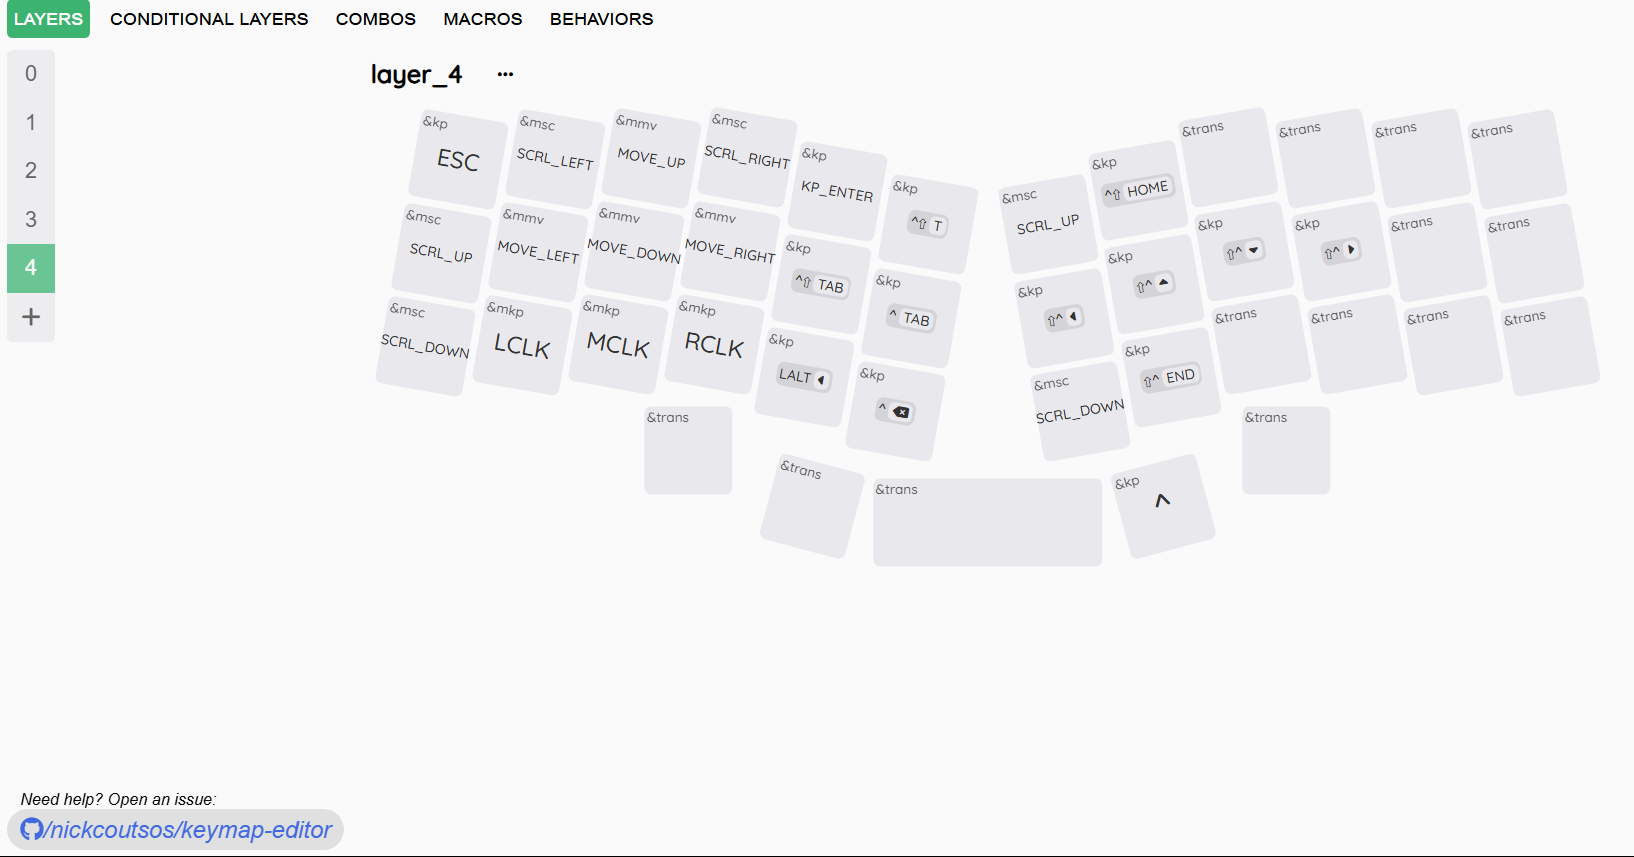 LAYERS CONDITIONAL LAYERS COMBOS MACROS BEHAVIORS
0
1
2
3
4
+
layer_4 ...
&kp ESC
&msc SCRL_LEFT
&mmv MOVE_UP
&msc SCRL_RIGHT
&kp KP_ENTER
&kp ^⇧ T
&msc SCRL_UP
&kp ^⇧ HOME
&trans
&trans
&trans
&trans
&msc SCRL_UP
&mmv MOVE_LEFT
&mmv MOVE_DOWN
&mmv MOVE_RIGHT
&kp ^⇧ TAB
&kp ^ TAB
&kp ⇧^ ◀
&kp ⇧^ ▲
&kp ⇧^ ▼
&kp ⇧^ ▶
&trans
&trans
&msc SCRL_DOWN
&mkp LCLK
&mkp MCLK
&mkp RCLK
&kp LALT ◀
&kp ^ ⌫
&msc SCRL_DOWN
&kp ⇧^ END
&trans
&trans
&trans
&trans
&trans
&trans
&trans
&kp ^
&trans
Need help? Open an issue:
/nickcoutsos/keymap-editor